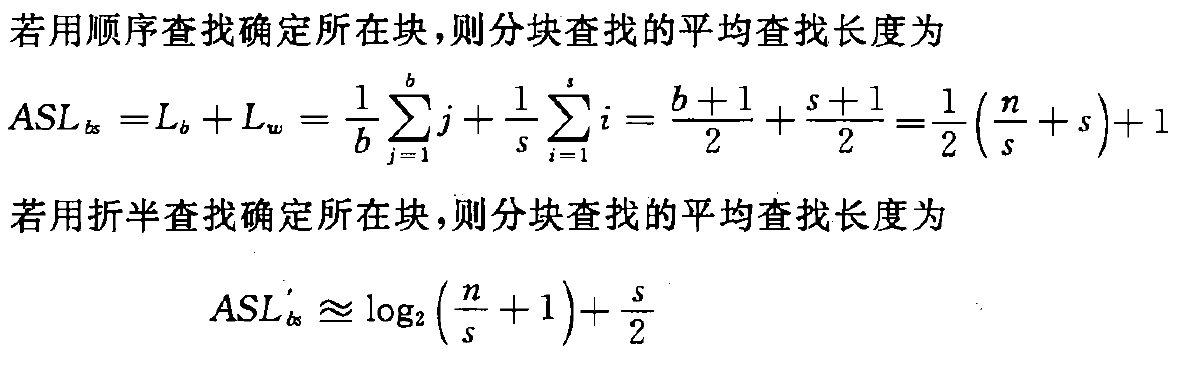 若用顺序查找确定所在块,则分块查找的平均查找长度为
$ASL_{bs} = L_b + L_w = \frac{1}{b}\sum_{j=1}^{b} j + \frac{1}{s}\sum_{i=1}^{s} i = \frac{b+1}{2} + \frac{s+1}{2} = \frac{1}{2}\left(\frac{n}{s} + s\right) + 1$
若用折半查找确定所在块,则分块查找的平均查找长度为
$ASL'_{bs} \approxeq \log_2\left(\frac{n}{s} + 1\right) + \frac{s}{2}$